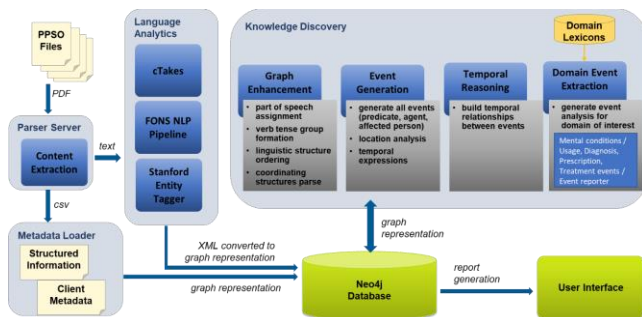 PPSO
Files
PDF
Parser Server
Content
Extraction
text
csv
Metadata Loader
Structured
Information
Client
Metadata
Language
Analytics
cTakes
FONS NLP
Pipeline
Stanford
Entity
Tagger
XML converted to
graph representation
graph representation
Knowledge Discovery
Domain
Lexicons
Graph
Enhancement
• part of speech
assignment
• verb tense group
formation
• linguistic structure
ordering
• coordinating
structures parse
Event
Generation
• generate all events
(predicate, agent,
affected person)
• location analysis
• temporal
expressions
Temporal
Reasoning
• build temporal
relationships
between events
Domain Event
Extraction
• generate event
analysis for
domain of interest
Mental conditions /
Usage, Diagnosis,
Prescription,
Treatment events /
Event reporter
graph
representation
Neo4j
Database
report
generation
User Interface